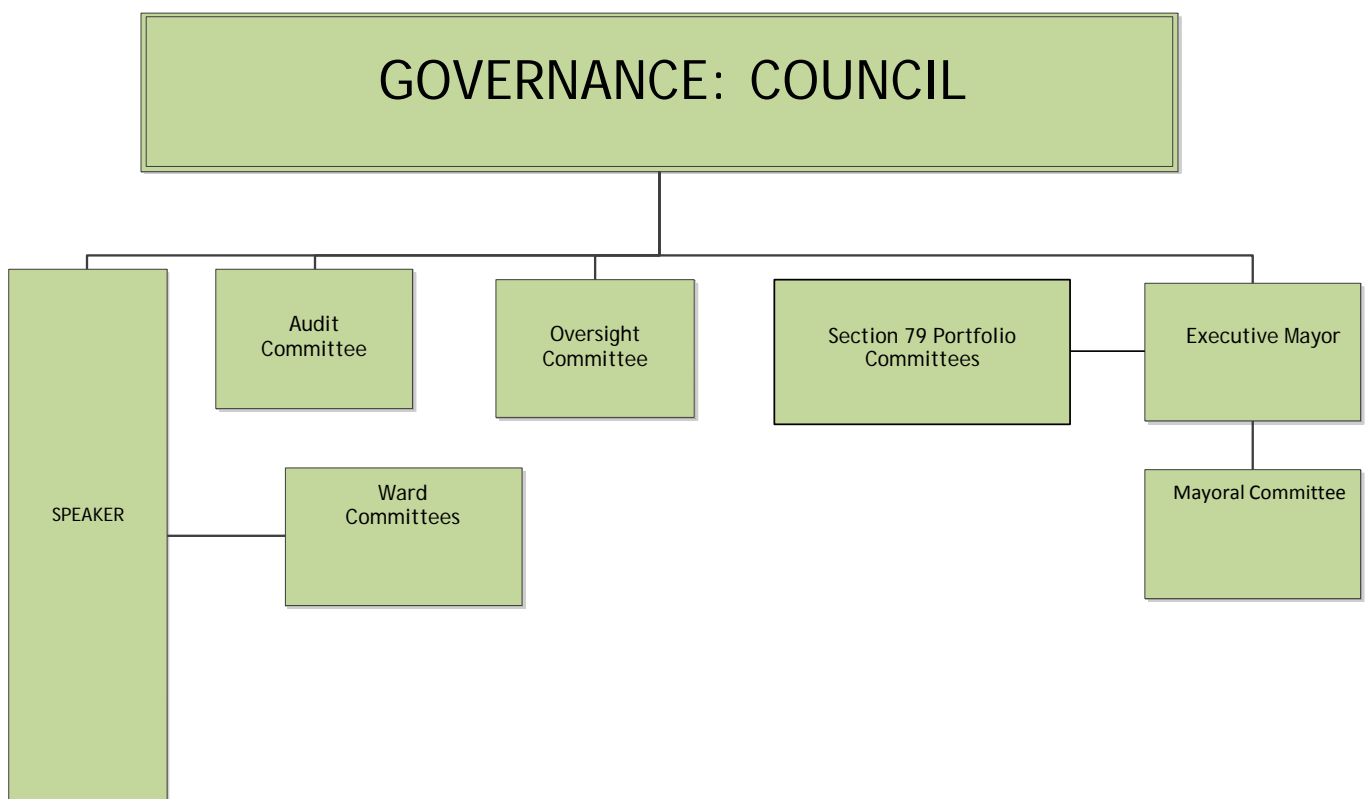 GOVERNANCE: COUNCIL
Audit
Committee
Oversight
Committee
Section 79 Portfolio
Committees
Executive Mayor
SPEAKER
Ward
Committees
Mayoral Committee